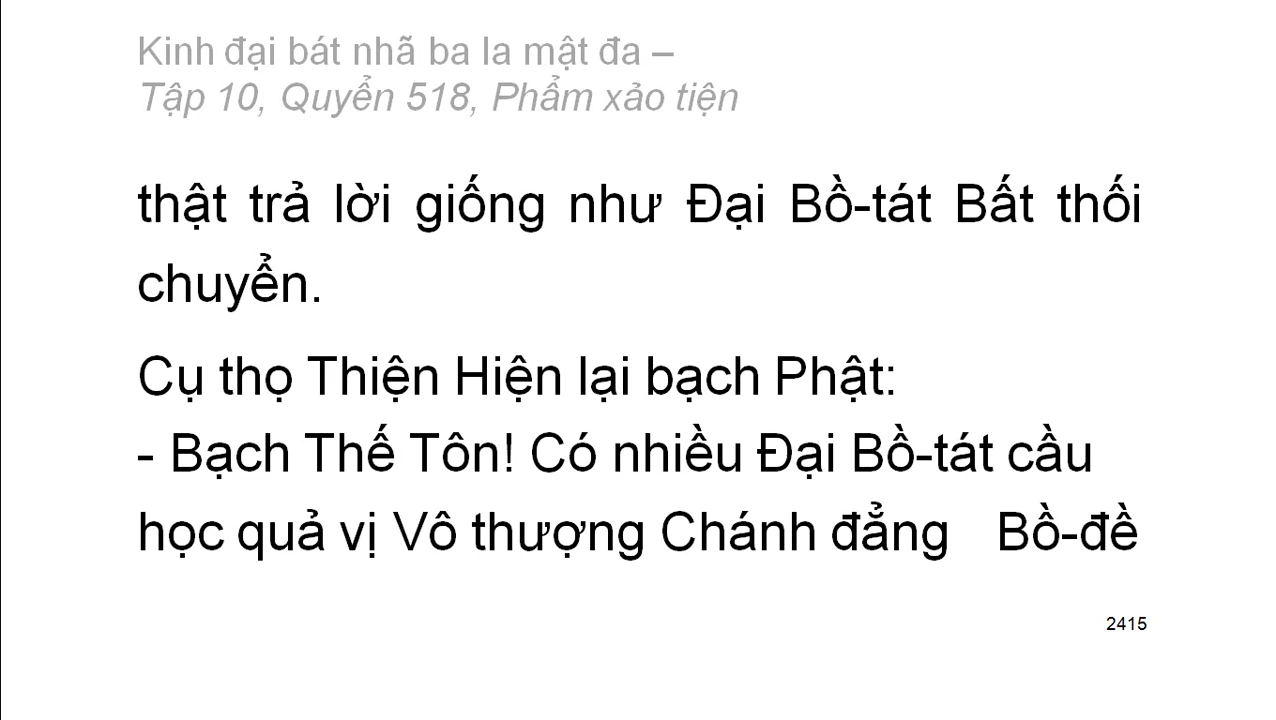 Kinh đại bát nhã ba la mật đa –
Tập 10, Quyển 518, Phẩm xảo tiện
thật trả lời giống như Đại Bồ-tát Bất thối
chuyển.
Cụ thọ Thiện Hiện lại bạch Phật:
- Bạch Thế Tôn! Có nhiều Đại Bồ-tát cầu
học quả vị Vô thượng Chánh đẳng Bồ-đề
2415